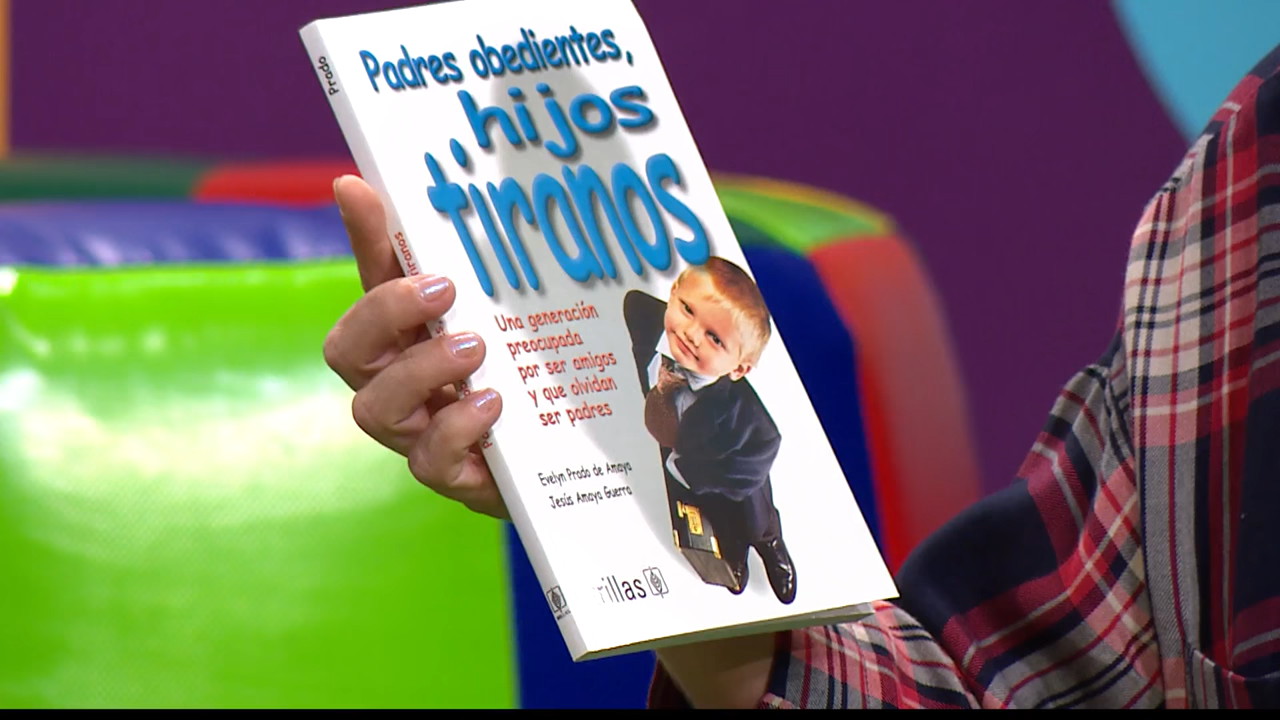 Padres obedientes,
hijos
tiranos
Una generación
preocupada
por ser amigos
y que olvidan
ser padres
Evelyn Prado de Amaya
Jesús Amaya Guerra
rillas
Prado